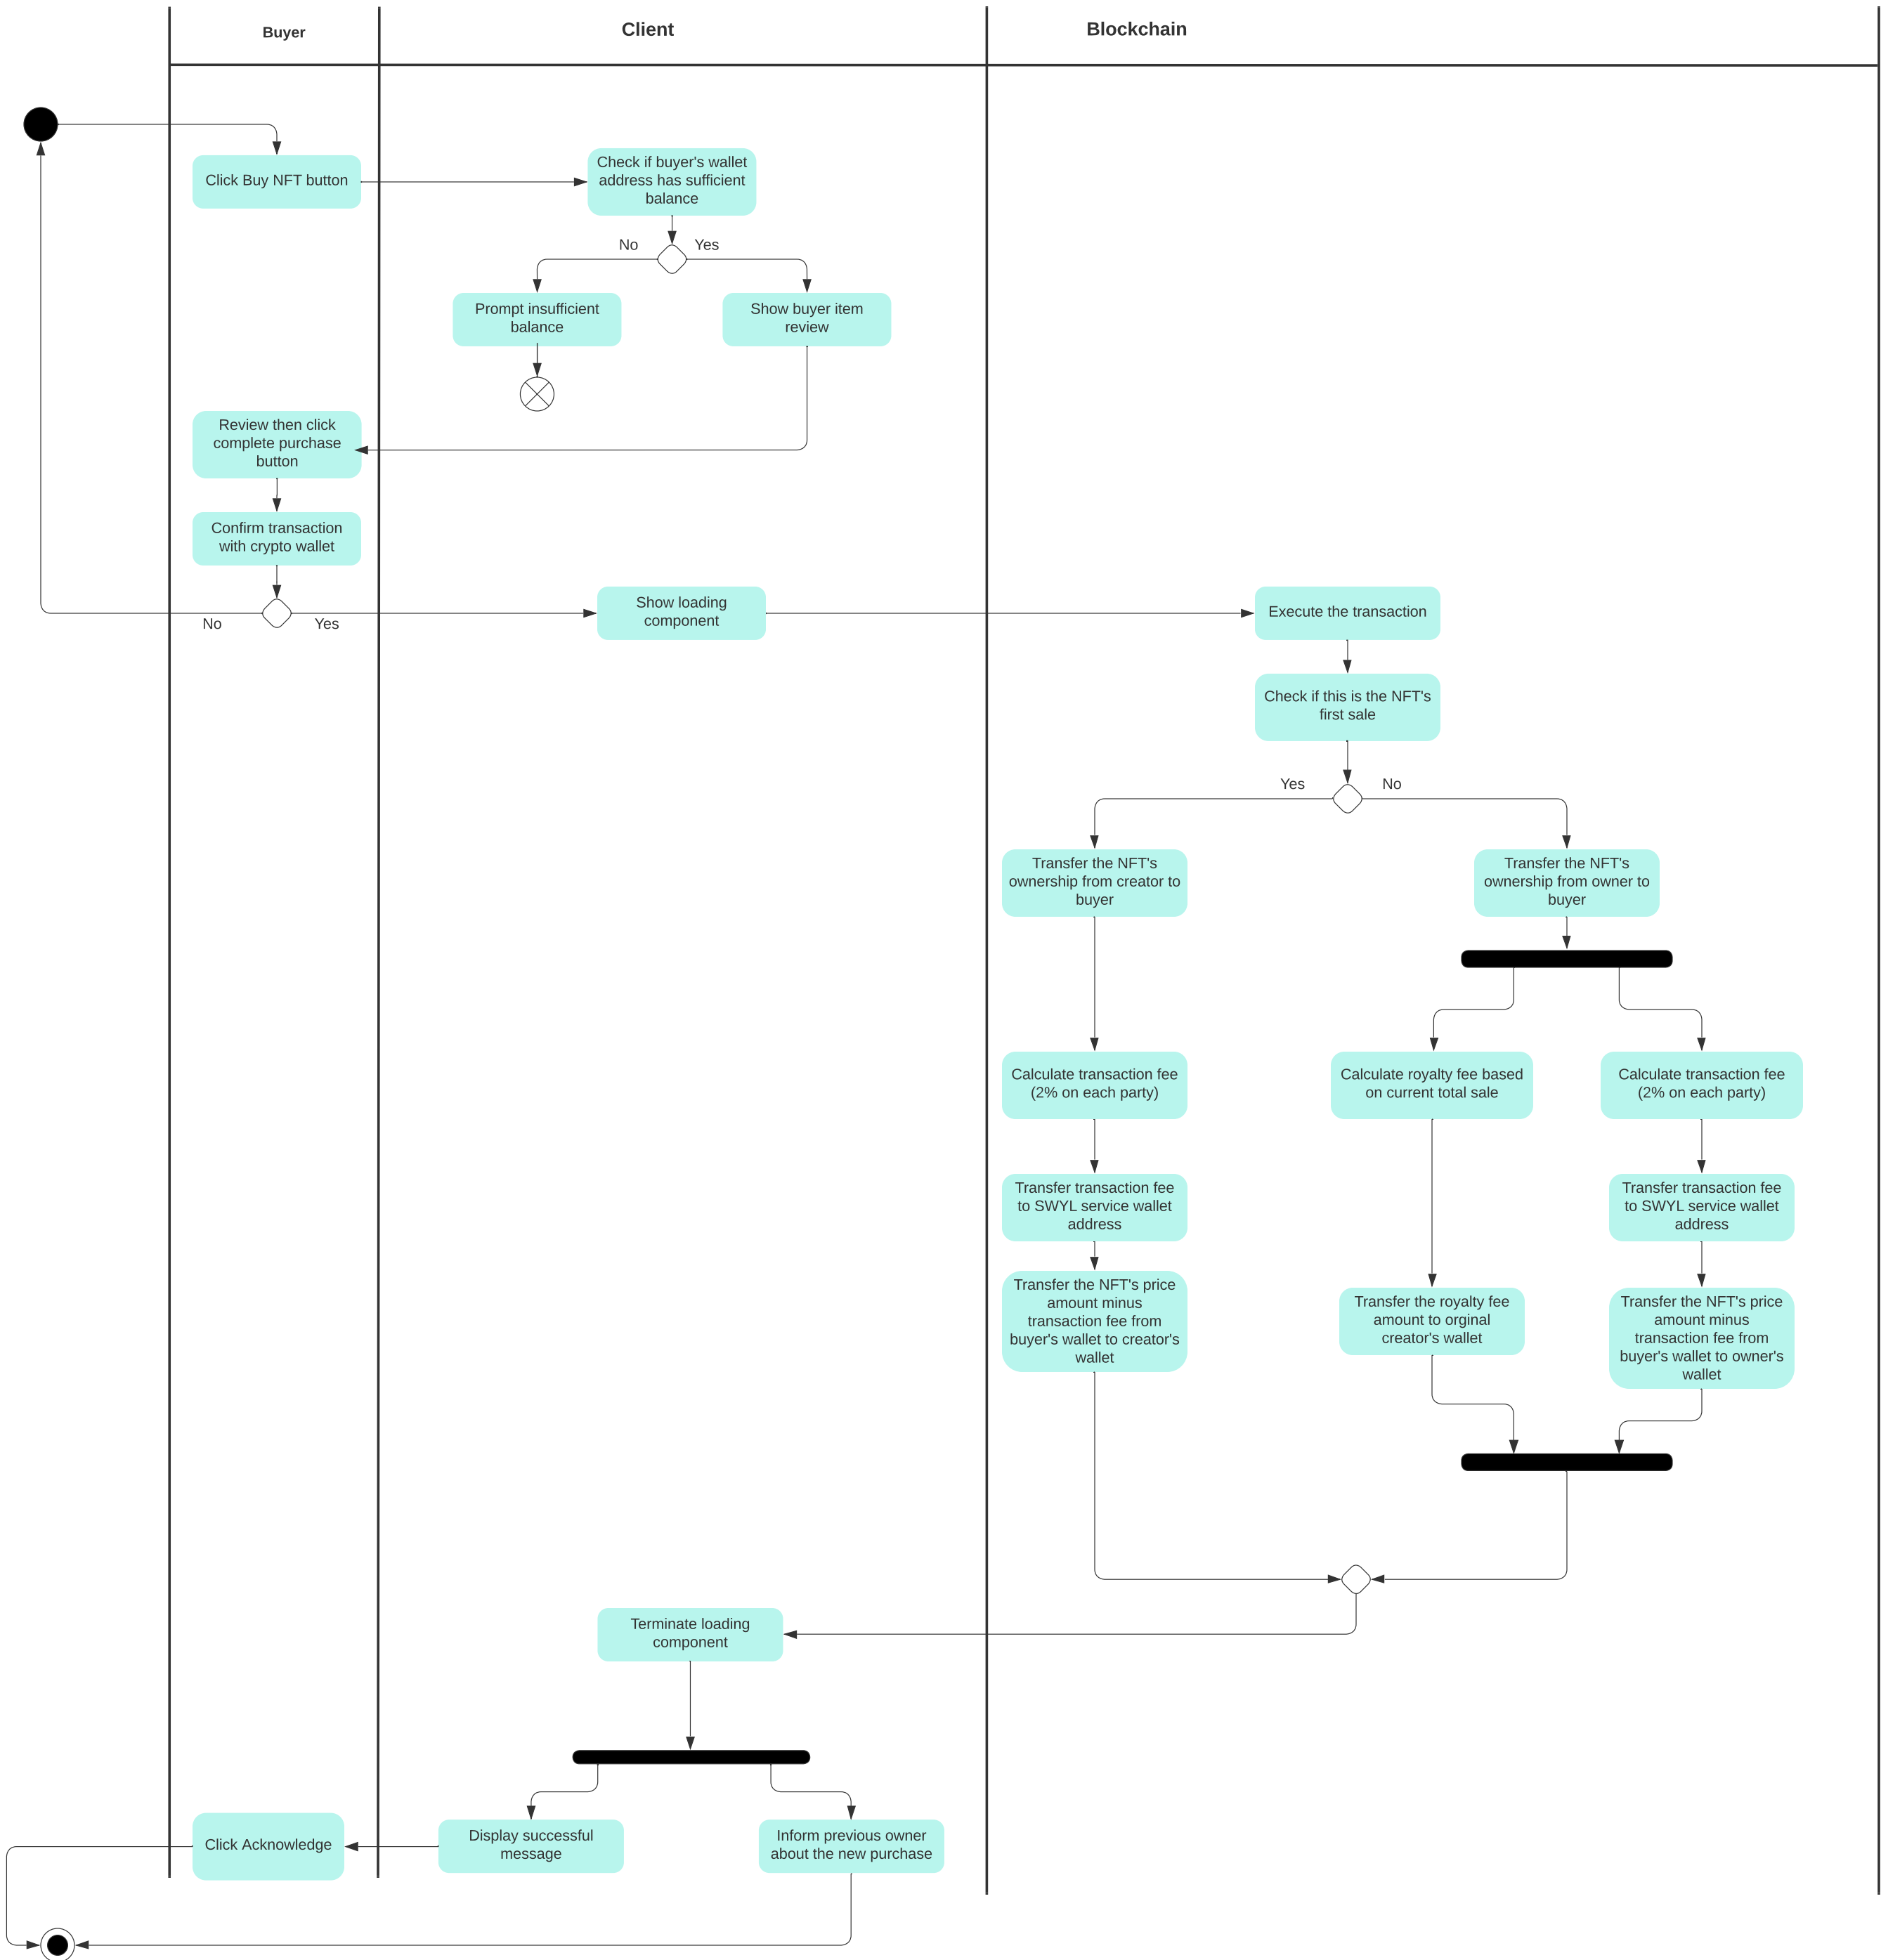 Buyer
Client
Blockchain
Click Buy NFT button
Check if buyer's wallet
address has sufficient
balance
No
Yes
Prompt insufficient
balance
Show buyer item
review
Review then click
complete purchase
button
Confirm transaction
with crypto wallet
No
Yes
Show loading
component
Execute the transaction
Check if this is the NFT's
first sale
Yes
No
Transfer the NFT's
ownership from creator to
buyer
Transfer the NFT's
ownership from owner to
buyer
Calculate transaction fee
(2% on each party)
Calculate royalty fee based
on current total sale
Calculate transaction fee
(2% on each party)
Transfer transaction fee
to SWYL service wallet
address
Transfer transaction fee
to SWYL service wallet
address
Transfer the NFT's price
amount minus
transaction fee from
buyer's wallet to creator's
wallet
Transfer the royalty fee
amount to orginal
creator's wallet
Transfer the NFT's price
amount minus
transaction fee from
buyer's wallet to owner's
wallet
Terminate loading
component
Click Acknowledge
Display successful
message
Inform previous owner
about the new purchase